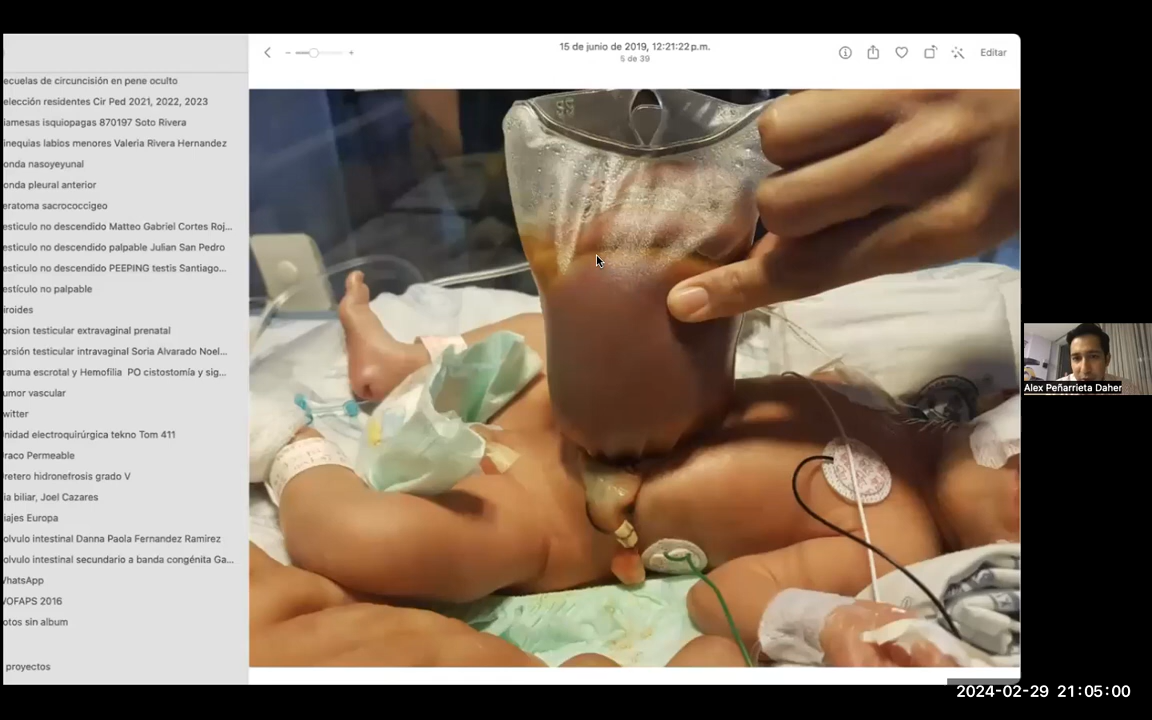 15 de junio de 2019, 12:21:22 p.m.
5 de 39
Editar
ecuelas de circuncisión en pene oculto
elección residentes Cir Ped 2021, 2022, 2023
iamesas isquiopagas 870197 Soto Rivera
inequias labios menores Valeria Rivera Hernandez
onda nasoyeyunal
onda pleural anterior
eratoma sacrococcigeo
esticulo no descendido Matteo Gabriel Cortes Roj...
esticulo no descendido palpable Julian San Pedro
esticulo no descendido PEEPING testis Santiago...
estículo no palpable
iroides
orsion testicular extravaginal prenatal
orsión testicular intravaginal Soria Alvarado Noel...
rauma escrotal y Hemofilia PO cistostomía y sig...
umor vascular
witter
nidad electroquirúrgica tekno Tom 411
raco Permeable
retero hidronefrosis grado V
ia biliar, Joel Cazares
iajes Europa
olvulo intestinal Danna Paola Fernandez Ramirez
olvulo intestinal secundario a banda congénita Ga...
WhatsApp
VOFAPS 2016
otos sin album
proyectos
Alex Peñarrieta Daher
2024-02-29 21:05:00